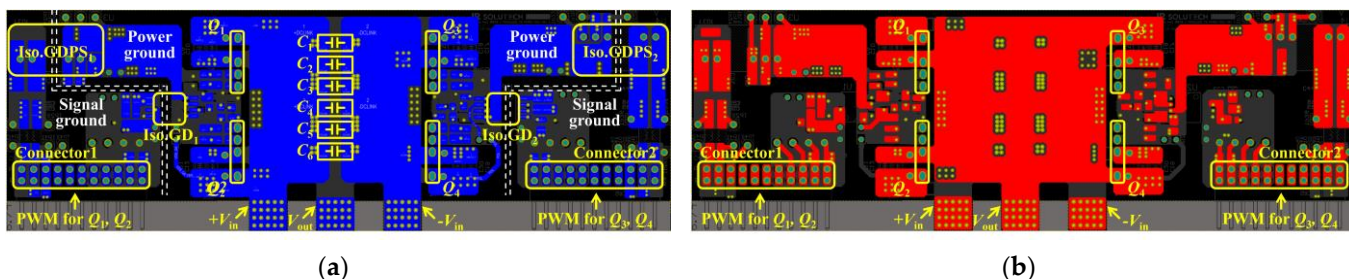 Q1
Q3
Iso.GDPS1
Power
ground
C1
C2
C3
C4
C5
C6
Power
ground
Iso.GDPS2
Signal
ground
Iso.GD1
Iso.GD2
Signal
ground
Connector1
Connector2
Q2
Q4
PWM for Q1, Q2
+Vin
Vout
-Vin
PWM for Q3, Q4
(a)
Q1
Q3
Connector1
Connector2
Q2
Q4
PWM for Q1, Q2
+Vin
Vout
-Vin
PWM for Q3, Q4
(b)